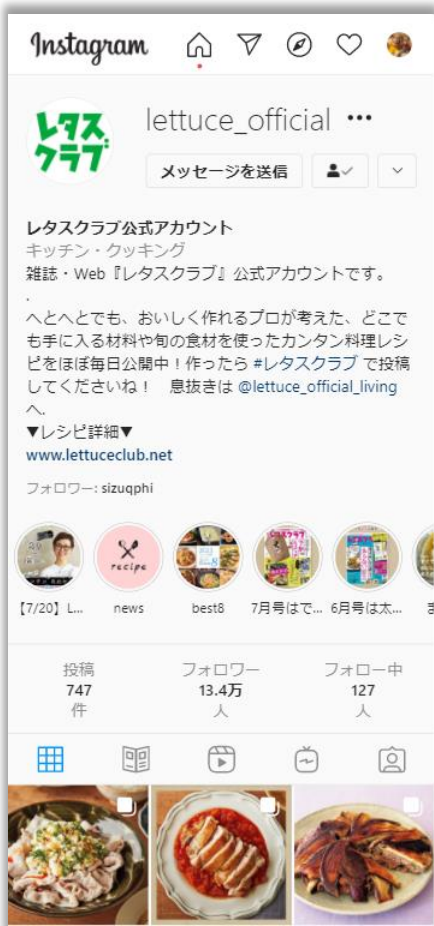 Instagram
レタス
クラブ
lettuce_official •••
メッセージを送信
レタスクラブ公式アカウント
キッチン・クッキング
雑誌・Web『レタスクラブ』公式アカウントです。
.
へとへとでも、おいしく作れるプロが考えた、どこで
も手に入る材料や旬の食材を使ったカンタン料理レシ
ピをほぼ毎日公開中！作ったら #レタスクラブ で投稿
してくださいね！　息抜きは @lettuce_official_living
へ.
▼レシピ詳細▼
www.lettuceclub.net
フォロワー: sizuqphi
recipe
【7/20】L... news best8 7月号はで... 6月号は太... ま
投稿 フォロワー フォロー中
747 13.4万 127
件 人 人